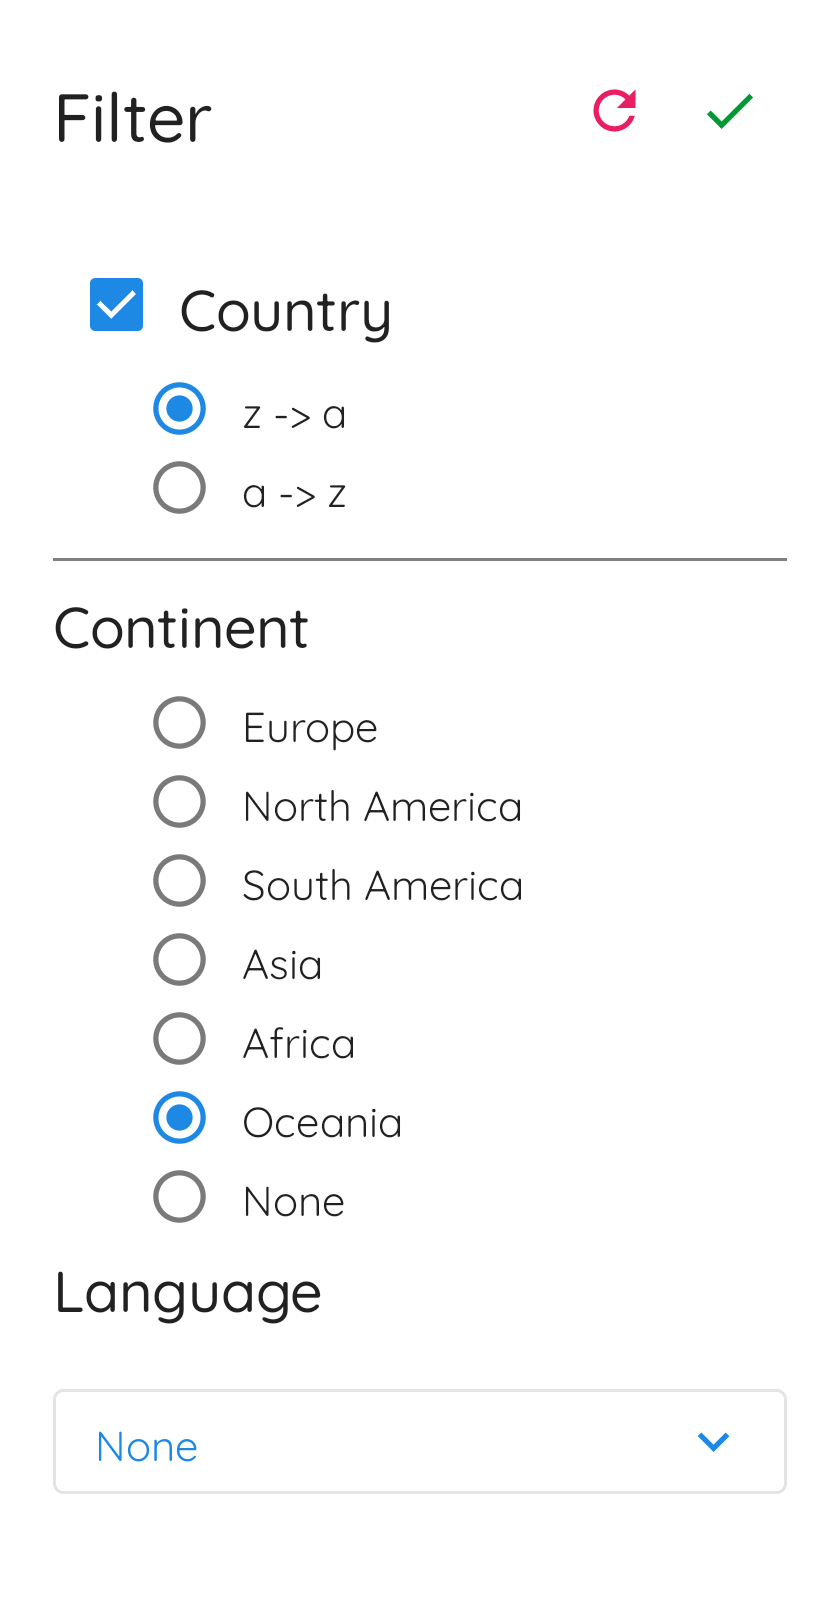 Filter
Country
z -> a
a -> z
Continent
Europe
North America
South America
Asia
Africa
Oceania
None
Language
None